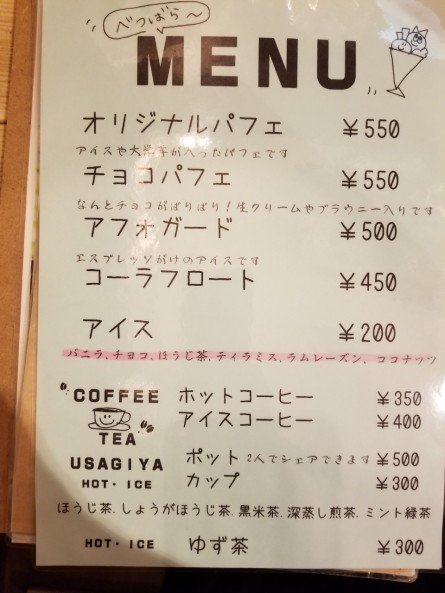 べつばら〜
MENU
オリジナルパフェ ¥550
アイスや大学芋が入ったパフェです
チョコパフェ ¥550
なんとチョコがぱりぱり！生クリームやブラウニー入りです
アフォガード ¥500
エスプレッソがけのアイスです
コーラフロート ¥450
アイス ¥200
バニラ、チョコ、ほうじ茶、ティラミス、ラムレーズン、ココナッツ
COFFEE ホットコーヒー ¥350
アイスコーヒー ¥400
TEA
USAGIYA ポット 2人でシェアできます ¥500
HOT・ICE カップ ¥300
ほうじ茶.しょうがほうじ茶.黒米茶.深蒸し煎茶.ミント緑茶
HOT・ICE ゆず茶 ¥300